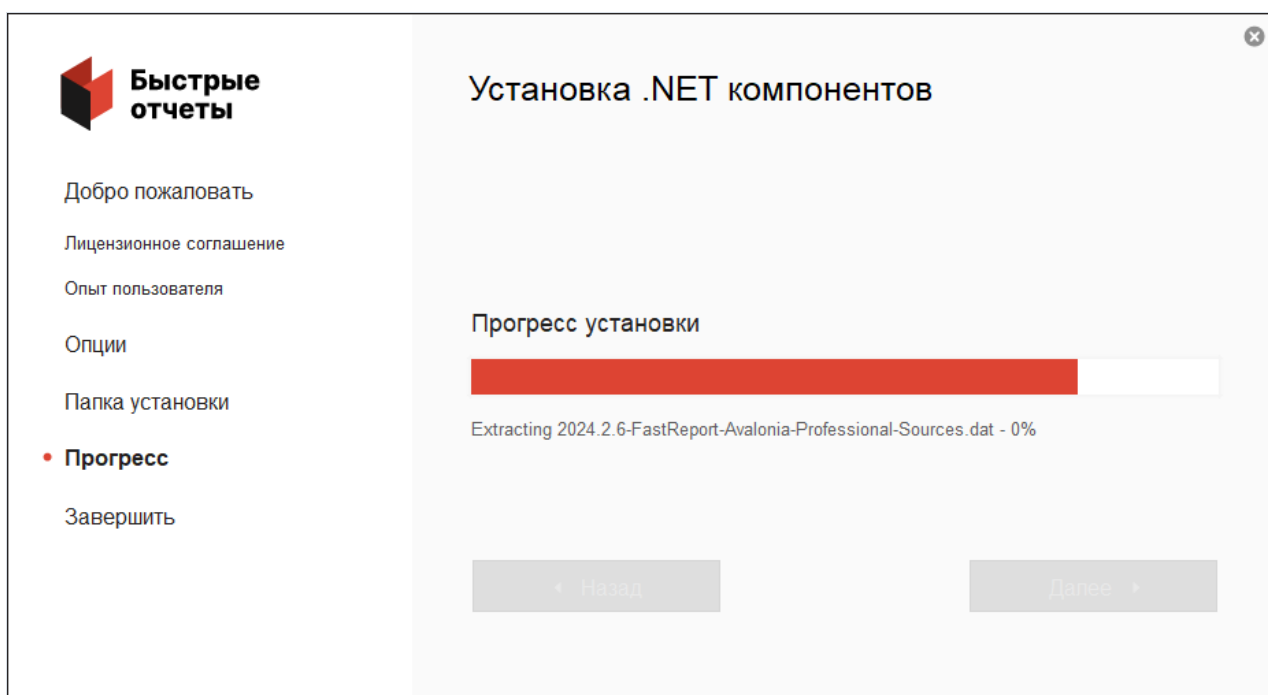 Быстрые
отчеты
Добро пожаловать
Лицензионное соглашение
Опыт пользователя
Опции
Папка установки
Прогресс
Завершить
Установка .NET компонентов
Прогресс установки
Extracting 2024.2.6-FastReport-Avalonia-Professional-Sources.dat - 0%
Назад
Далее